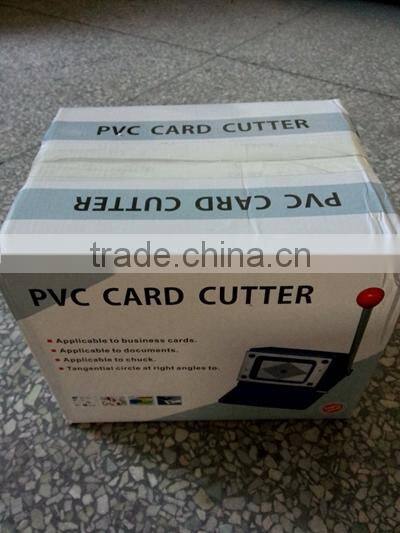 PVC CARD CUTTER
PVC CARD CUTTER
trade.china.cn
PVC CARD CUTTER
Applicable to business cards.
Applicable to documents.
Applicable to chuck.
Tangential circle at right angles to.